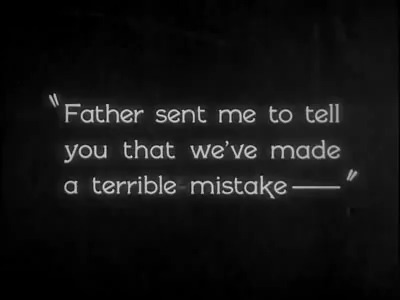 "Father sent me to tell
you that we've made
a terrible mistake——"